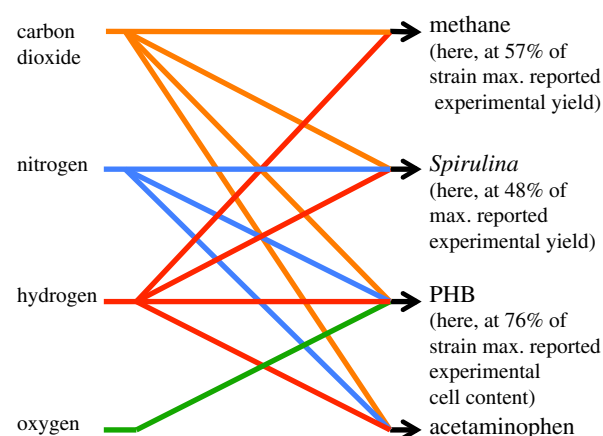 carbon
dioxide
nitrogen
hydrogen
oxygen
methane
(here, at 57% of
strain max. reported
experimental yield)
Spirulina
(here, at 48% of
max. reported
experimental yield)
PHB
(here, at 76% of
strain max. reported
experimental
cell content)
acetaminophen